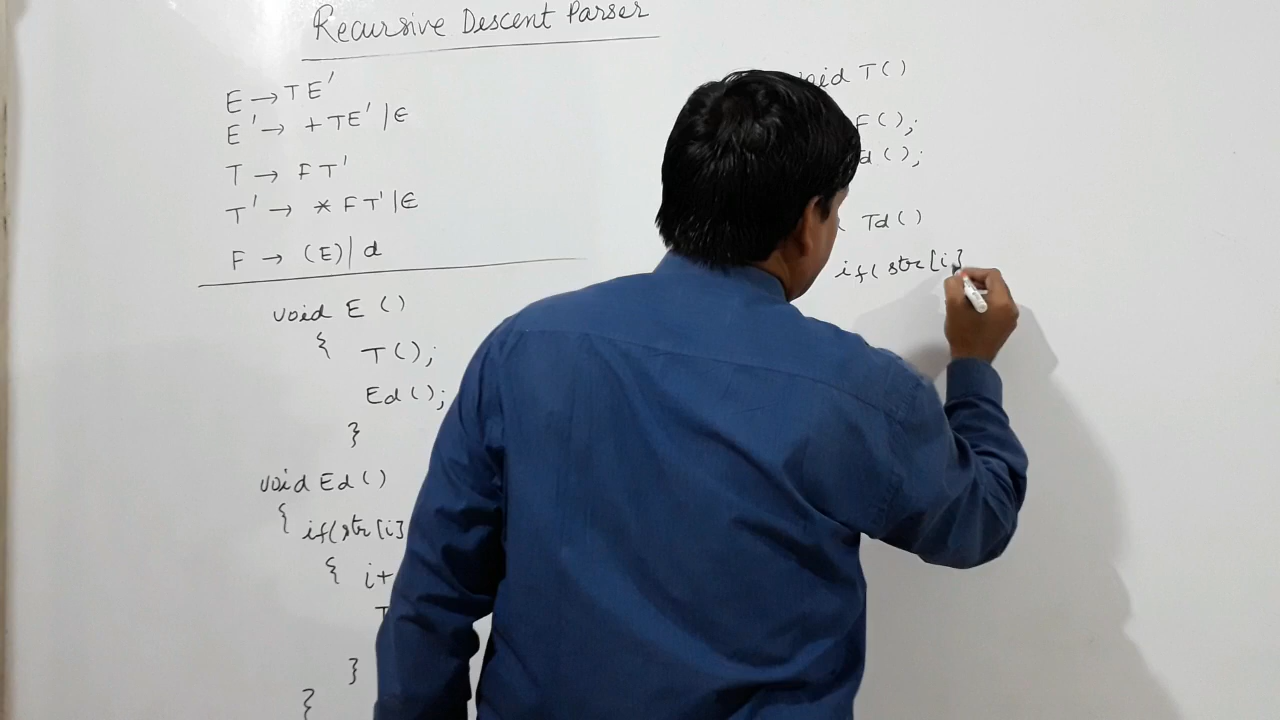 Recursive Descent Parser
E → TE'
E' → +TE' | ε
T → FT'
T' → *FT' | ε
F → (E) | d
void E ()
{ T();
Ed();
}
void Ed()
{ if(str[i]
{ i+
T
}
}
void T()
F();
d();
Td()
if(str[i]